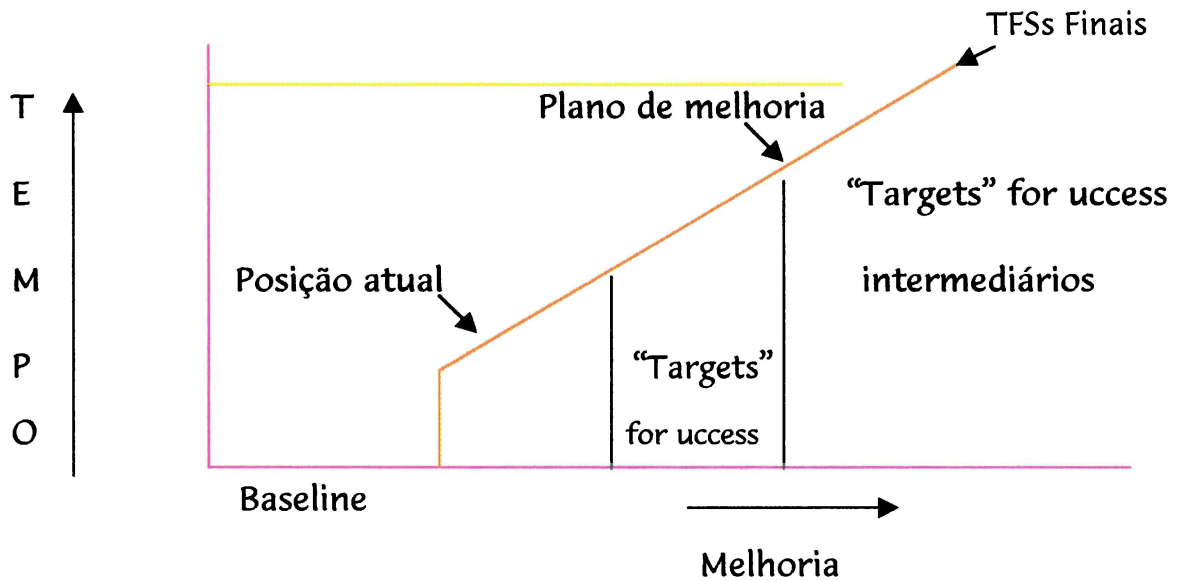 TFSs Finais
Plano de melhoria
T
E
M
P
O
“Targets” for uccess
intermediários
Posição atual
“Targets”
for uccess
Baseline
Melhoria